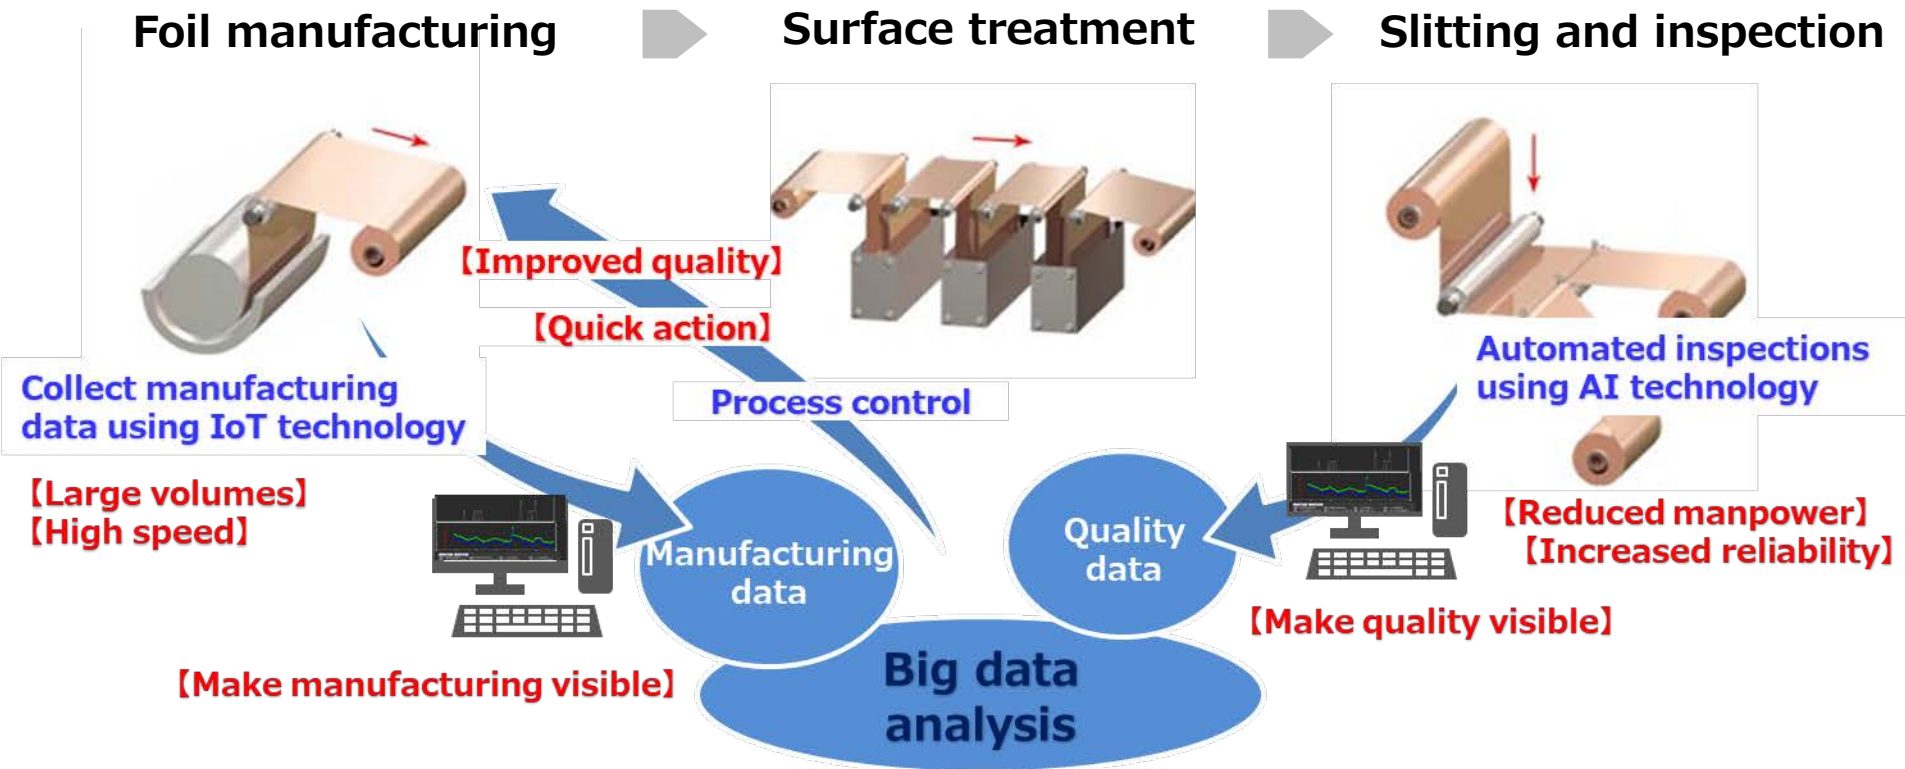 Foil manufacturing
Surface treatment
Slitting and inspection
【Improved quality】
【Quick action】
Process control
Collect manufacturing
data using IoT technology
【Large volumes】
【High speed】
Automated inspections
using AI technology
【Reduced manpower】
【Increased reliability】
Manufacturing
data
Quality
data
【Make quality visible】
【Make manufacturing visible】
Big data
analysis